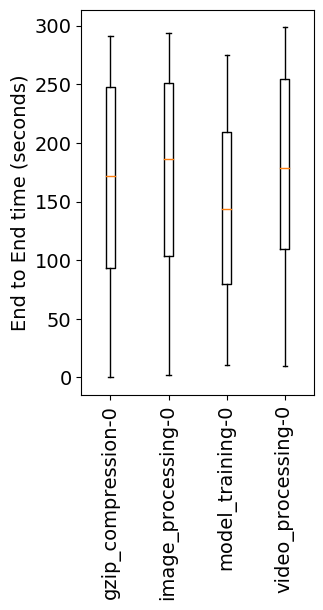 End to End time (seconds)
300
250
200
150
100
50
0
gzip_compression-0
image_processing-0
model_training-0
video_processing-0